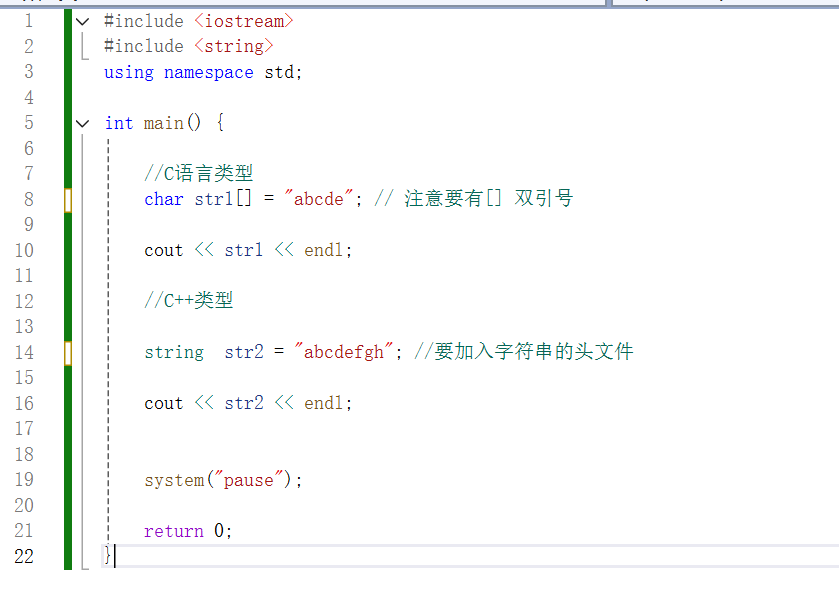 1 #include <iostream>
2 #include <string>
3 using namespace std;
4
5 int main() {
6
7 //C语言类型
8 char str1[] = "abcde"; // 注意要有[] 双引号
9
10 cout << str1 << endl;
11
12 //C++类型
13
14 string  str2 = "abcdefgh"; //要加入字符串的头文件
15
16 cout << str2 << endl;
17
18
19 system("pause");
20
21 return 0;
22 }